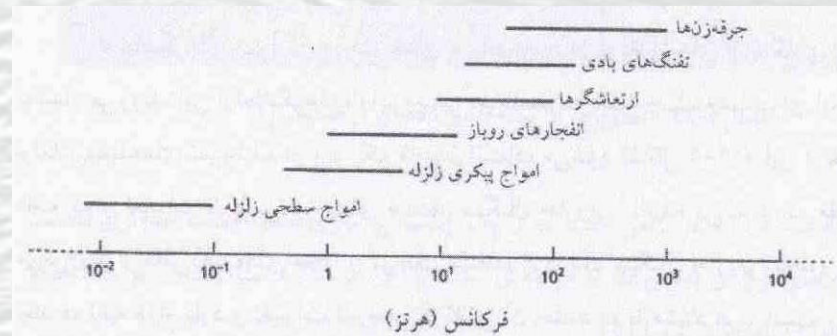 جرقه‌زن‌ها
تفنگ‌های بادی
ارتعاشگرها
انفجارهای روباز
امواج پیکری زلزله
امواج سطحی زلزله
10⁻² 10⁻¹ 1 10¹ 10² 10³ 10⁴
فرکانس (هرتز)